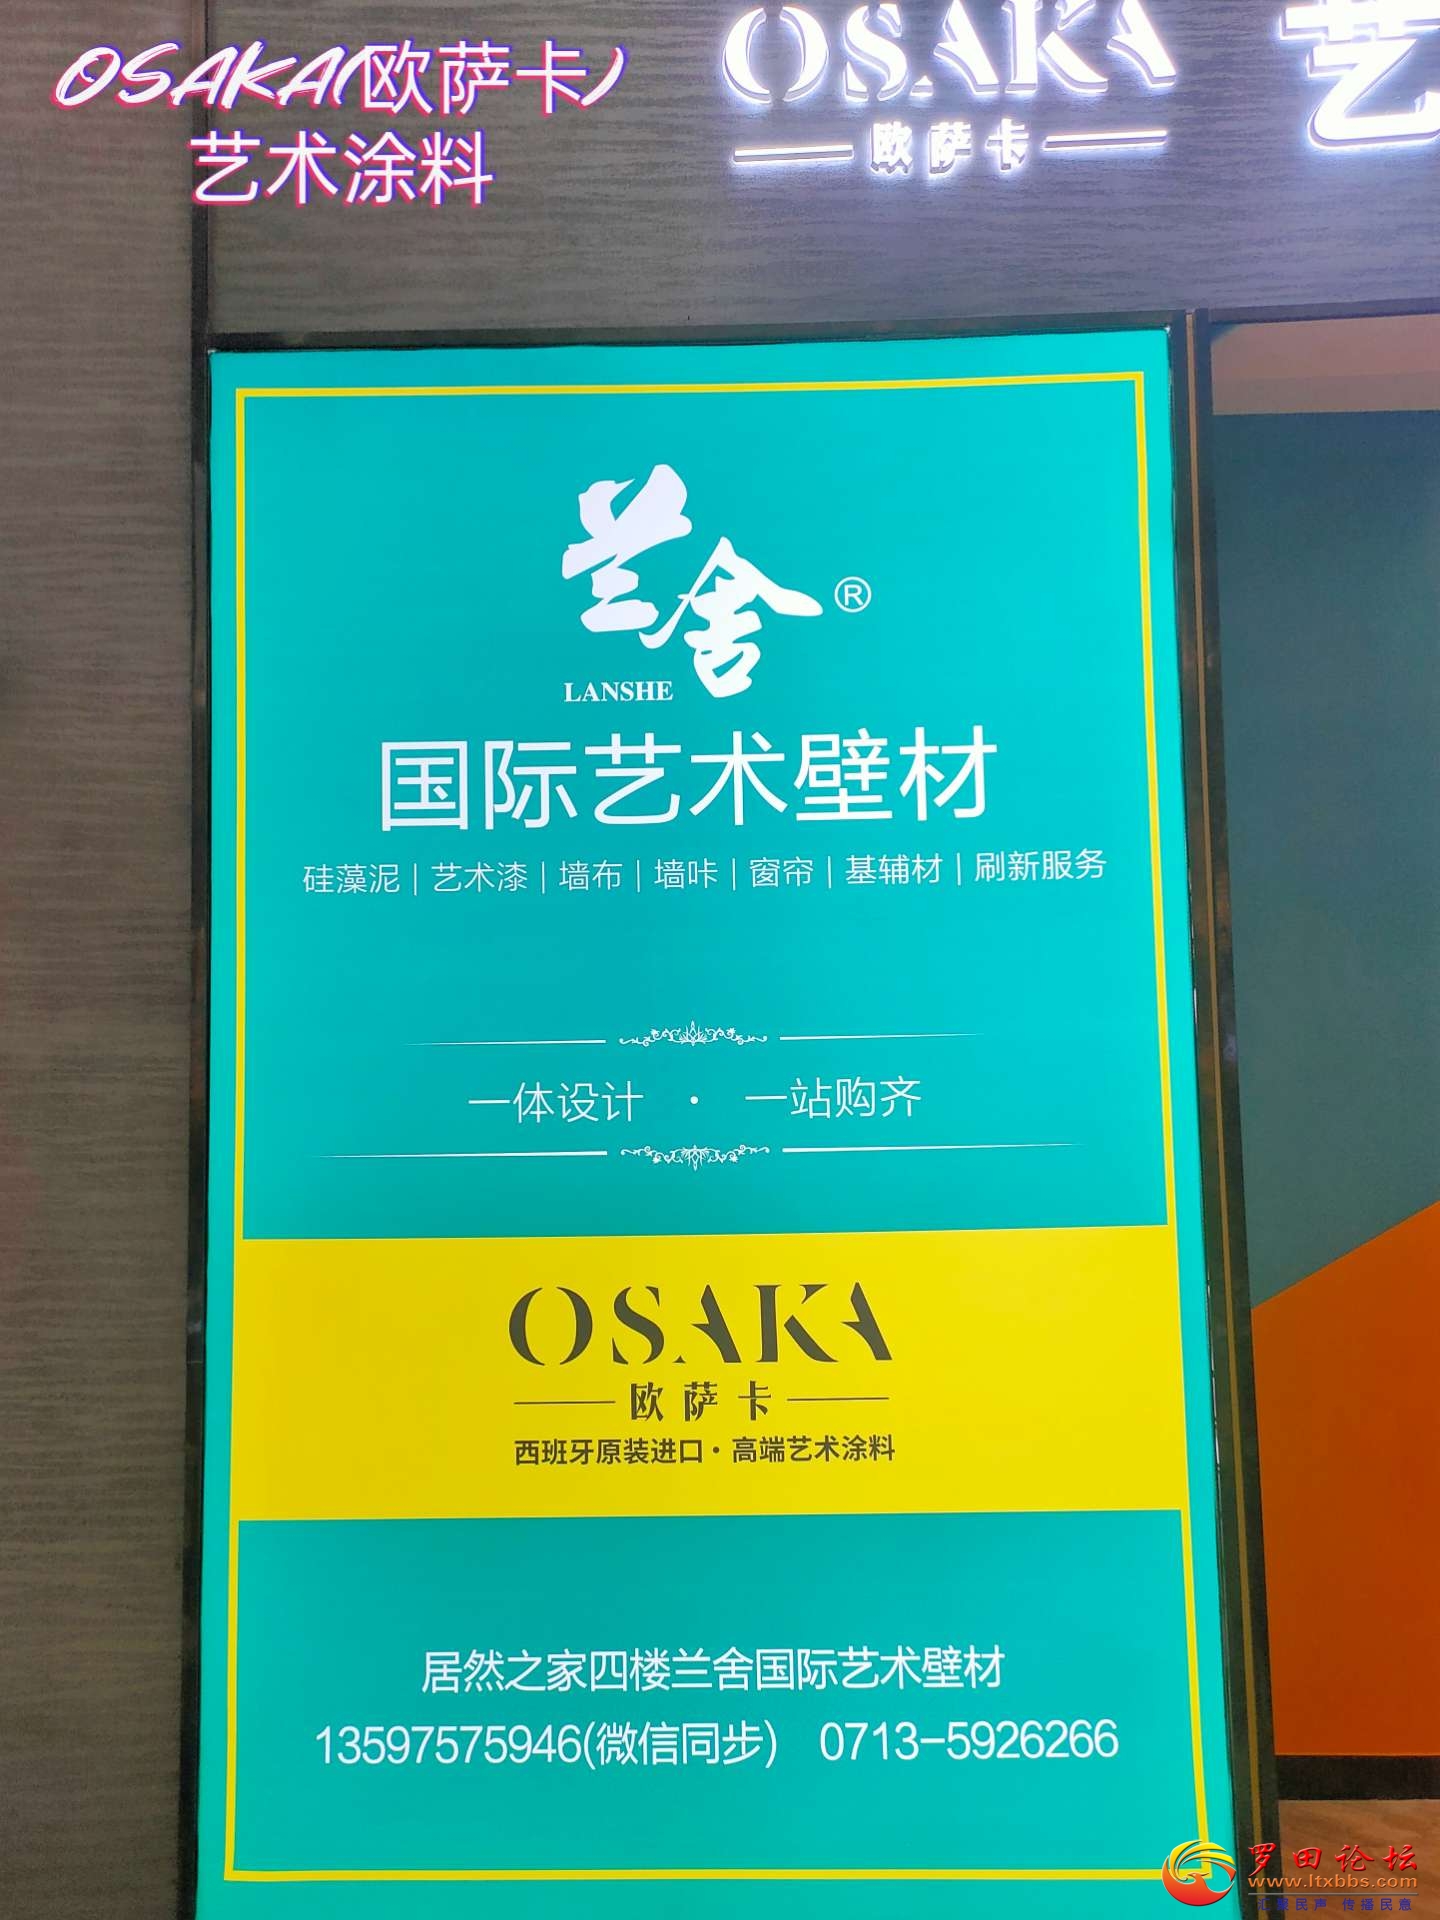 OSAKA(欧萨卡)
艺术涂料
OSAKA
欧萨卡
艺
兰舍®
LANSHE
国际艺术壁材
硅藻泥|艺术漆|墙布|墙咔|窗帘|基辅材|刷新服务
一体设计 · 一站购齐
OSAKA
欧萨卡
西班牙原装进口·高端艺术涂料
居然之家四楼兰舍国际艺术壁材
13597575946(微信同步) 0713-5926266
罗田论坛
www.ltxbbs.com
汇聚民声 传播民意